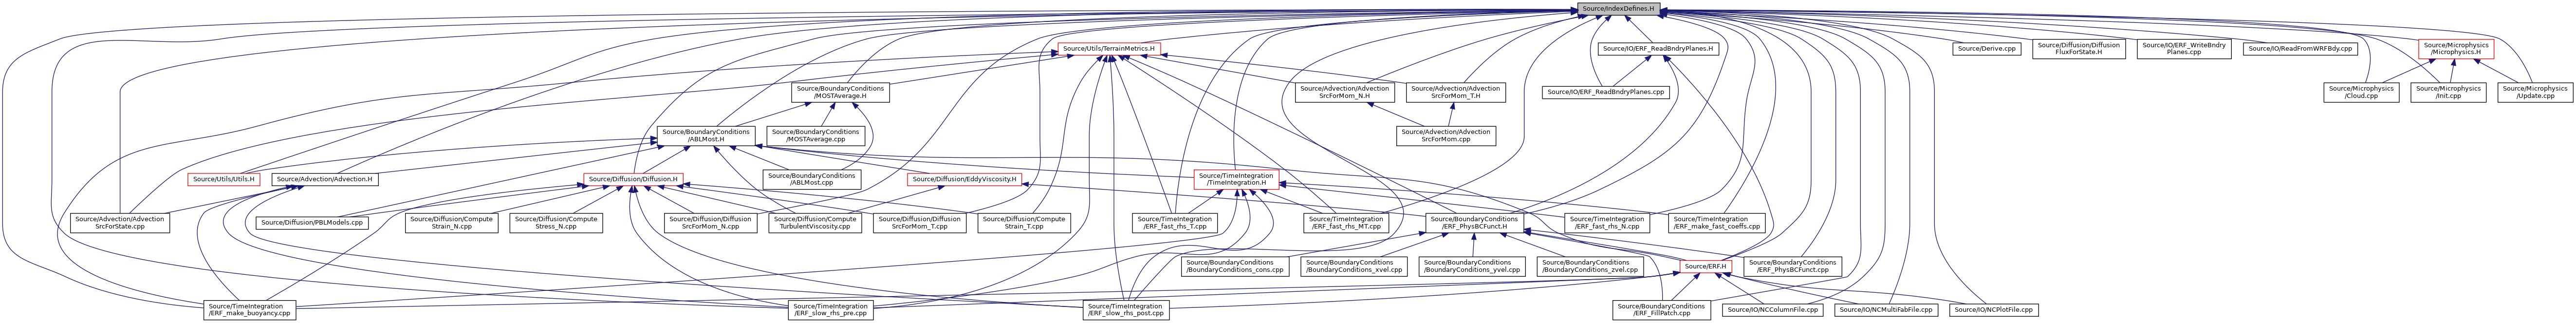 Source/IndexDefines.H
Source/Utils/TerrainMetrics.H
Source/IO/ERF_ReadBndryPlanes.H
Source/Derive.cpp
Source/Diffusion/Diffusion
FluxForState.H
Source/IO/ERF_WriteBndry
Planes.cpp
Source/IO/ReadFromWRFBdy.cpp
Source/Microphysics
/Microphysics.H
Source/BoundaryConditions
/MOSTAverage.H
Source/Advection/Advection
SrcForMom_N.H
Source/Advection/Advection
SrcForMom_T.H
Source/IO/ERF_ReadBndryPlanes.cpp
Source/Microphysics
/Cloud.cpp
Source/Microphysics
/Init.cpp
Source/Microphysics
/Update.cpp
Source/BoundaryConditions
/ABLMost.H
Source/BoundaryConditions
/MOSTAverage.cpp
Source/Advection/Advection
SrcForMom.cpp
Source/Utils/Utils.H
Source/Advection/Advection.H
Source/Diffusion/Diffusion.H
Source/BoundaryConditions
/ABLMost.cpp
Source/Diffusion/EddyViscosity.H
Source/TimeIntegration
/TimeIntegration.H
Source/Advection/Advection
SrcForState.cpp
Source/Diffusion/PBLModels.cpp
Source/Diffusion/Compute
Strain_N.cpp
Source/Diffusion/Compute
Stress_N.cpp
Source/Diffusion/Diffusion
SrcForMom_N.cpp
Source/Diffusion/Compute
TurbulentViscosity.cpp
Source/Diffusion/Diffusion
SrcForMom_T.cpp
Source/Diffusion/Compute
Strain_T.cpp
Source/TimeIntegration
/ERF_fast_rhs_T.cpp
Source/TimeIntegration
/ERF_fast_rhs_MT.cpp
Source/BoundaryConditions
/ERF_PhysBCFunct.H
Source/TimeIntegration
/ERF_fast_rhs_N.cpp
Source/TimeIntegration
/ERF_make_fast_coeffs.cpp
Source/BoundaryConditions
/BoundaryConditions_cons.cpp
Source/BoundaryConditions
/BoundaryConditions_xvel.cpp
Source/BoundaryConditions
/BoundaryConditions_yvel.cpp
Source/BoundaryConditions
/BoundaryConditions_zvel.cpp
Source/ERF.H
Source/BoundaryConditions
/ERF_PhysBCFunct.cpp
Source/TimeIntegration
/ERF_make_buoyancy.cpp
Source/TimeIntegration
/ERF_slow_rhs_pre.cpp
Source/TimeIntegration
/ERF_slow_rhs_post.cpp
Source/BoundaryConditions
/ERF_FillPatch.cpp
Source/IO/NCColumnFile.cpp
Source/IO/NCMultiFabFile.cpp
Source/IO/NCPlotFile.cpp